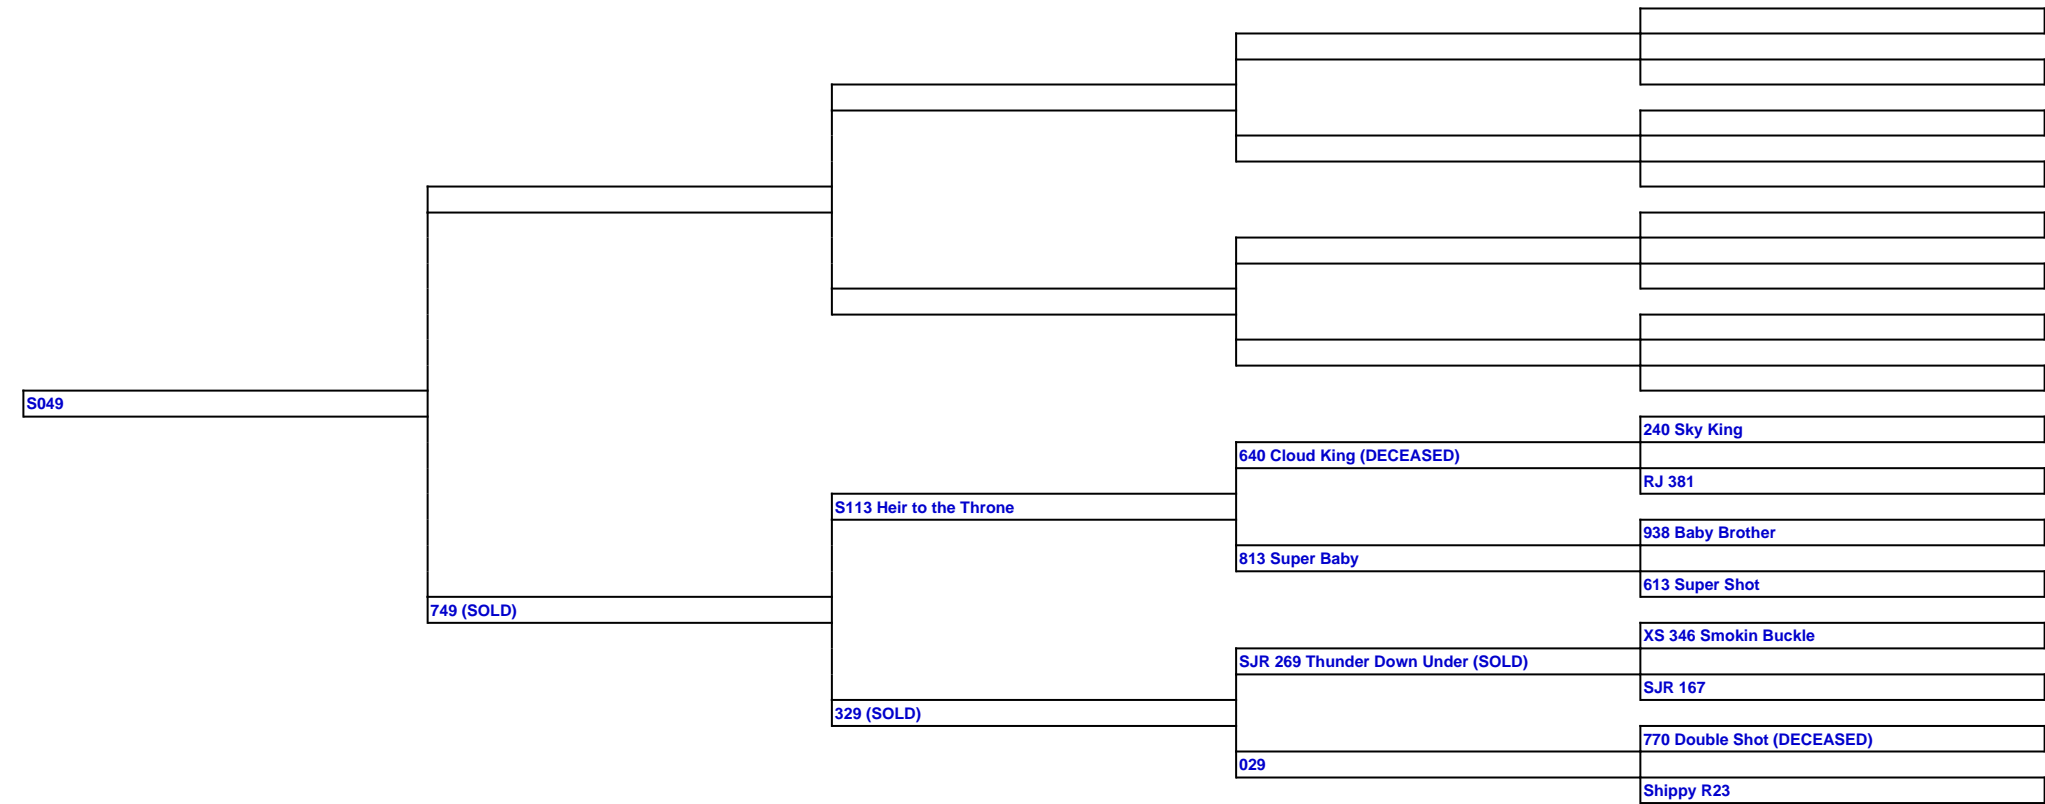 S049
749 (SOLD)
S113 Heir to the Throne
329 (SOLD)
640 Cloud King (DECEASED)
813 Super Baby
SJR 269 Thunder Down Under (SOLD)
029
240 Sky King
RJ 381
938 Baby Brother
613 Super Shot
XS 346 Smokin Buckle
SJR 167
770 Double Shot (DECEASED)
Shippy R23